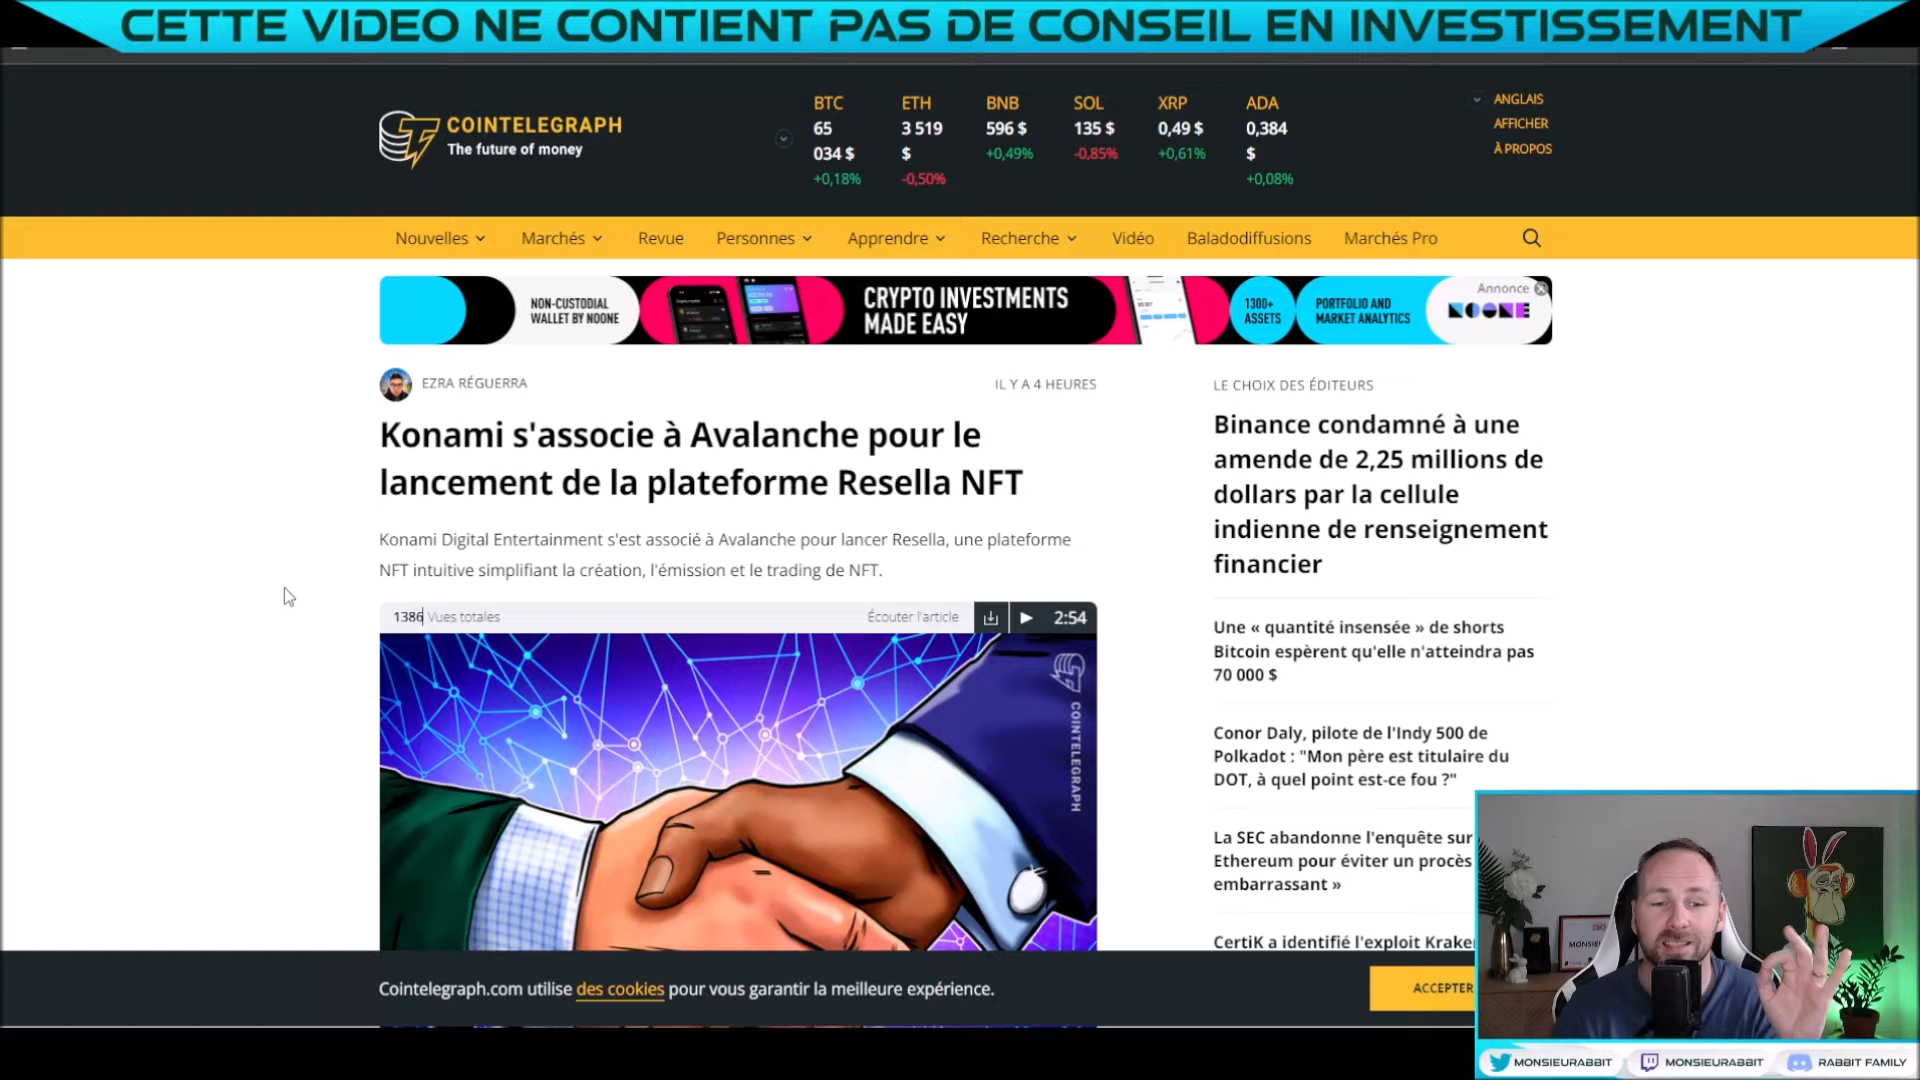 CETTE VIDEO NE CONTIENT PAS DE CONSEIL EN INVESTISSEMENT
COINTELEGRAPH
The future of money
BTC
65
034 $
+0,18%
ETH
3 519
$
-0,50%
BNB
596 $
+0,49%
SOL
135 $
-0,85%
XRP
0,49 $
+0,61%
ADA
0,384
$
+0,08%
ANGLAIS
AFFICHER
À PROPOS
Nouvelles
Marchés
Revue
Personnes
Apprendre
Recherche
Vidéo
Baladodiffusions
Marchés Pro
NON-CUSTODIAL
WALLET BY NOONE
CRYPTO INVESTMENTS
MADE EASY
1300+
ASSETS
PORTFOLIO AND
MARKET ANALYTICS
Annonce
NOONE
EZRA RÉGUERRA
IL Y A 4 HEURES
Konami s'associe à Avalanche pour le
lancement de la plateforme Resella NFT
Konami Digital Entertainment s'est associé à Avalanche pour lancer Resella, une plateforme
NFT intuitive simplifiant la création, l'émission et le trading de NFT.
1386 Vues totales
Écouter l'article
2:54
COINTELEGRAPH
LE CHOIX DES ÉDITEURS
Binance condamné à une
amende de 2,25 millions de
dollars par la cellule
indienne de renseignement
financier
Une « quantité insensée » de shorts
Bitcoin espèrent qu'elle n'atteindra pas
70 000 $
Conor Daly, pilote de l'Indy 500 de
Polkadot : "Mon père est titulaire du
DOT, à quel point est-ce fou ?"
La SEC abandonne l'enquête sur
Ethereum pour éviter un procès
embarrassant »
CertiK a identifié l'exploit Krake
Cointelegraph.com utilise des cookies pour vous garantir la meilleure expérience.
ACCEPTER
MONSIEURABBIT
MONSIEURABBIT
RABBIT FAMILY